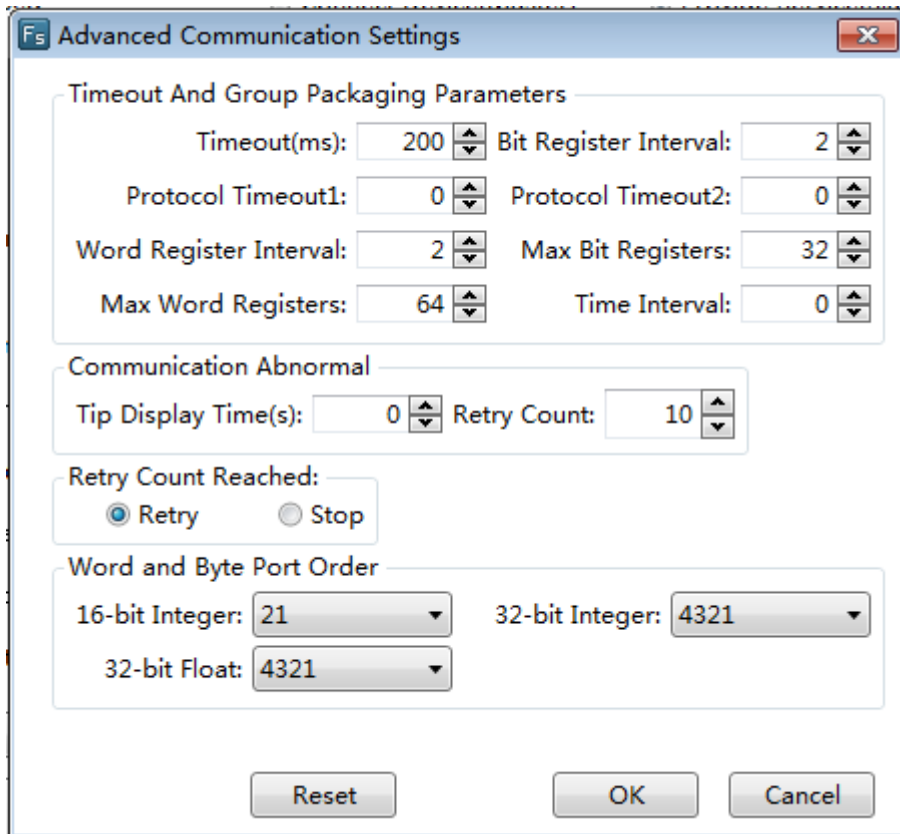 Fs Advanced Communication Settings
Timeout And Group Packaging Parameters
Timeout(ms): 200 Bit Register Interval: 2
Protocol Timeout1: 0 Protocol Timeout2: 0
Word Register Interval: 2 Max Bit Registers: 32
Max Word Registers: 64 Time Interval: 0
Communication Abnormal
Tip Display Time(s): 0 Retry Count: 10
Retry Count Reached:
Retry Stop
Word and Byte Port Order
16-bit Integer: 21 32-bit Integer: 4321
32-bit Float: 4321
Reset OK Cancel